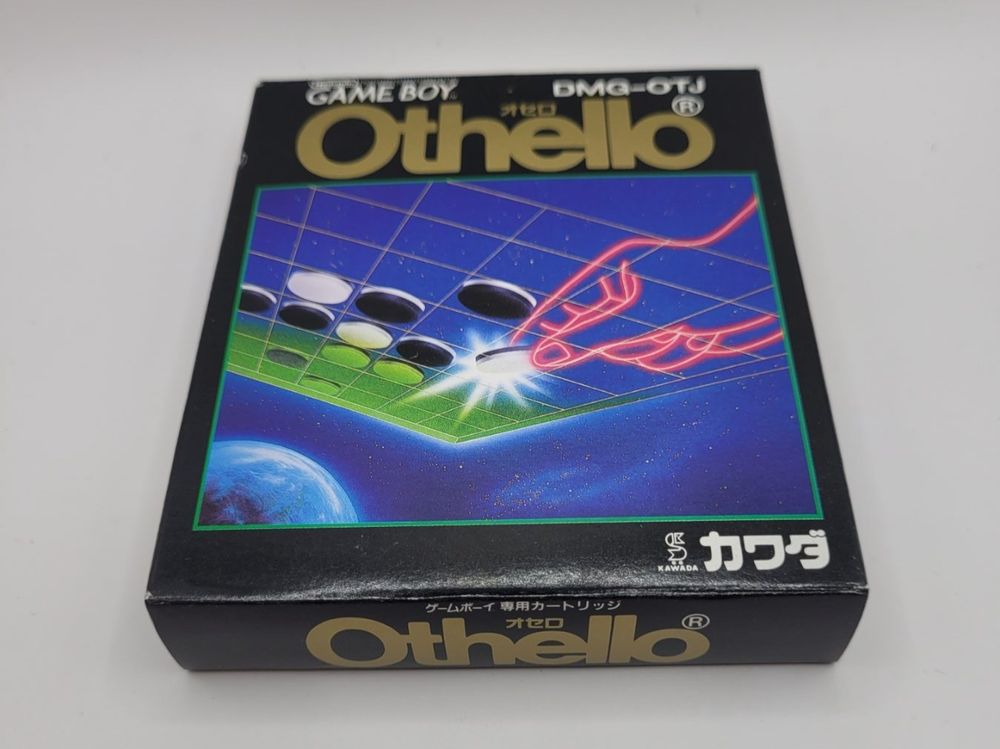 GAME BOY
DMG-OTJ
オセロ
Othello®
KAWADA
カワダ
ゲームボーイ 専用カートリッジ
オセロ
Othello®